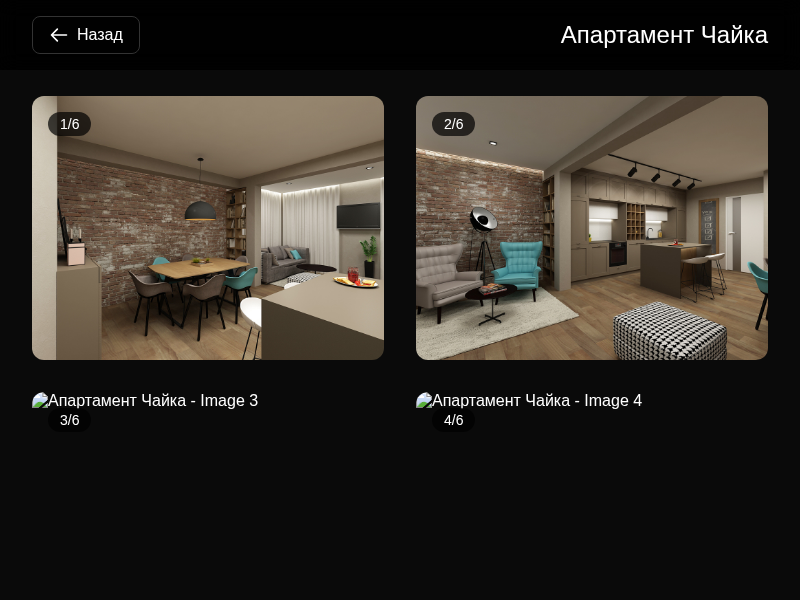 Назад
Апартамент Чайка
1/6
2/6
Апартамент Чайка - Image 3
3/6
Апартамент Чайка - Image 4
4/6